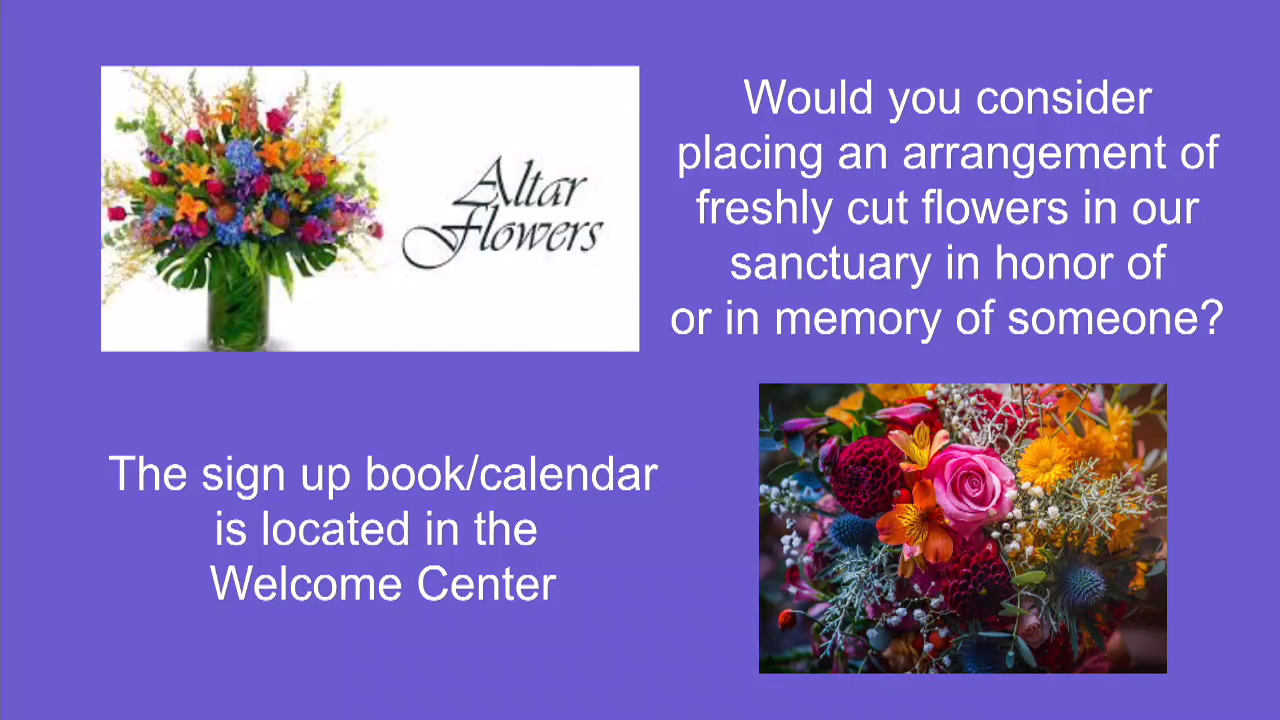 Altar
Flowers
Would you consider
placing an arrangement of
freshly cut flowers in our
sanctuary in honor of
or in memory of someone?
The sign up book/calendar
is located in the
Welcome Center